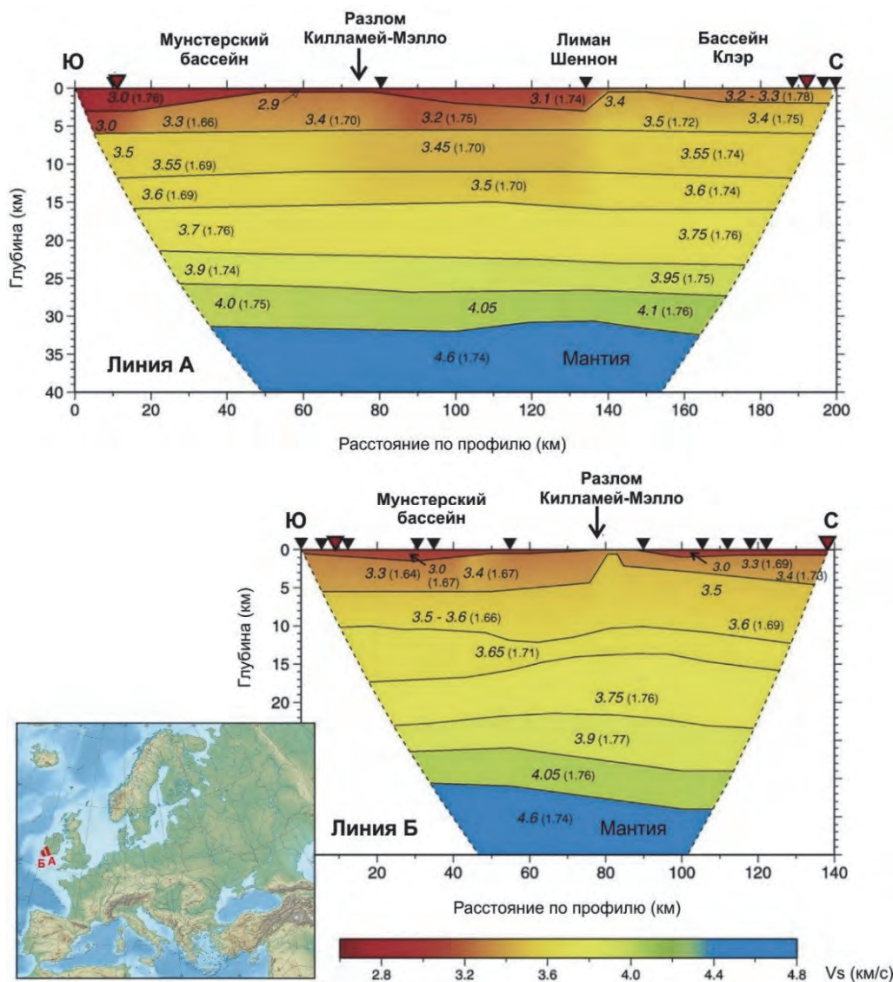 Разлом
Килламей-Мэлло
Мунстерский
бассейн
Лиман
Шеннон
Бассейн
Клэр
Ю
С
0
5
10
15
20
25
30
35
40
Глубина (км)
3.0 (1.76)
2.9
3.1 (1.74)
3.4
3.2 - 3.3 (1.78)
3.0
3.3 (1.66)
3.4 (1.70)
3.2 (1.75)
3.5 (1.72)
3.4 (1.75)
3.5
3.45 (1.70)
3.55 (1.69)
3.55 (1.74)
3.6 (1.69)
3.5 (1.70)
3.6 (1.74)
3.7 (1.76)
3.75 (1.76)
3.9 (1.74)
3.95 (1.75)
4.0 (1.75)
4.05
4.1 (1.76)
4.6 (1.74)
Мантия
Линия А
0 20 40 60 80 100 120 140 160 180 200
Расстояние по профилю (км)
Разлом
Килламей-Мэлло
Мунстерский
бассейн
Ю
С
0
5
10
15
20
Глубина (км)
3.3 (1.64)
3.0
(1.67)
3.4 (1.67)
3.0
3.3 (1.69)
3.4 (1.73)
3.5
3.5 - 3.6 (1.66)
3.6 (1.69)
3.65 (1.71)
3.75 (1.76)
3.9 (1.77)
4.05 (1.76)
4.6 (1.74)
Мантия
Линия Б
20 40 60 80 100 120 140
Расстояние по профилю (км)
Б А
2.8 3.2 3.6 4.0 4.4 4.8 Vs (км/с)